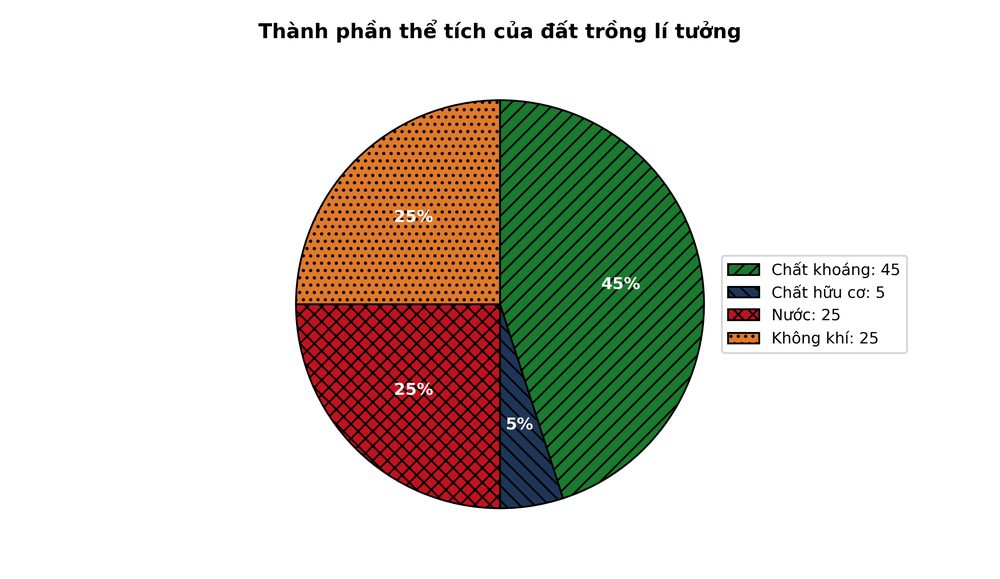 Thành phần thể tích của đất trồng lí tưởng
25%
45%
25%
5%
Chất khoáng: 45
Chất hữu cơ: 5
Nước: 25
Không khí: 25